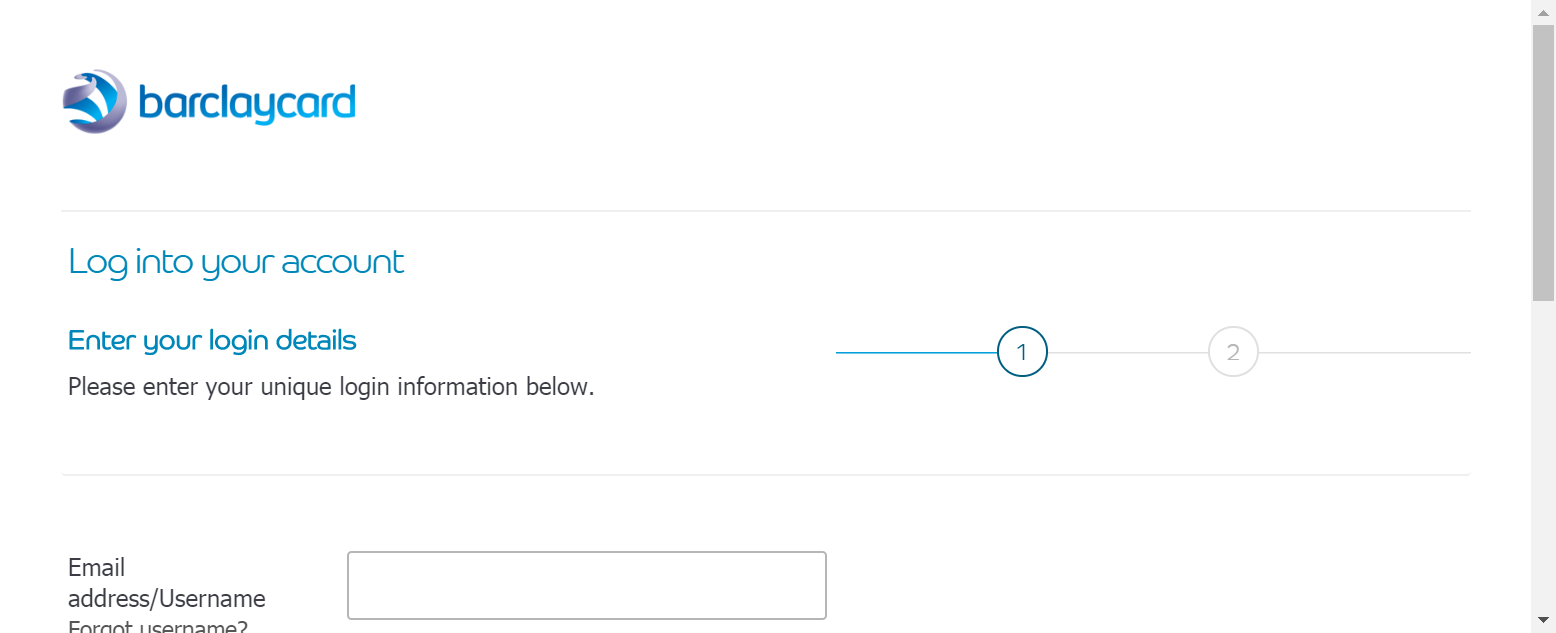 barclaycard
Log into your account
Enter your login details
Please enter your unique login information below.
1
2
Email
address/Username
Forgot username?